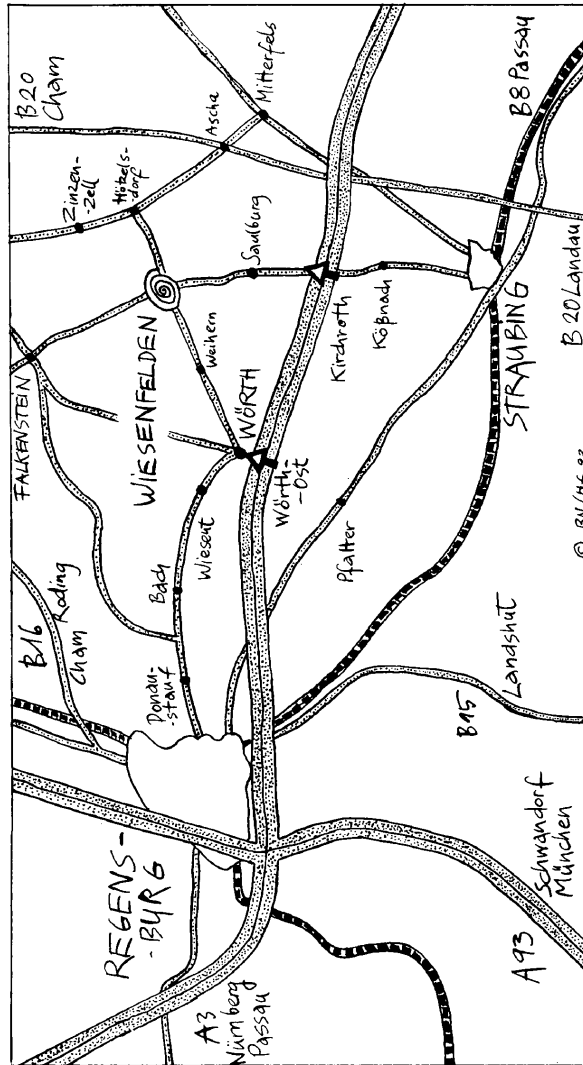 REGENS-
-BURG
A3
Nürnberg
Passau
A93
Schwandorf
München
B16
Cham
Roding
Donau-
stauf
Bach
Wiesent
B15
Landshut
FALKENSTEIN
WIESENFELDEN
WÖRTH
Wörth-
-Ost
Weihern
Pfatter
Zinzen-
-zell
Hötzels-
dorf
Saulburg
Kirchroth
Kößnach
STRAUBING
B20
Cham
Ascha
Mitterfels
B8 Passau
B20 Landau